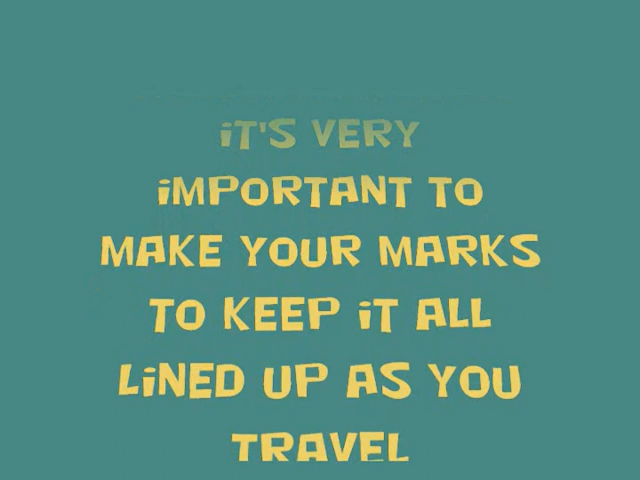 iT'S VERY
iMPORTANT TO
MAKE YOUR MARKS
TO KEEP iT ALL
LiNED UP AS YOU
TRAVEL